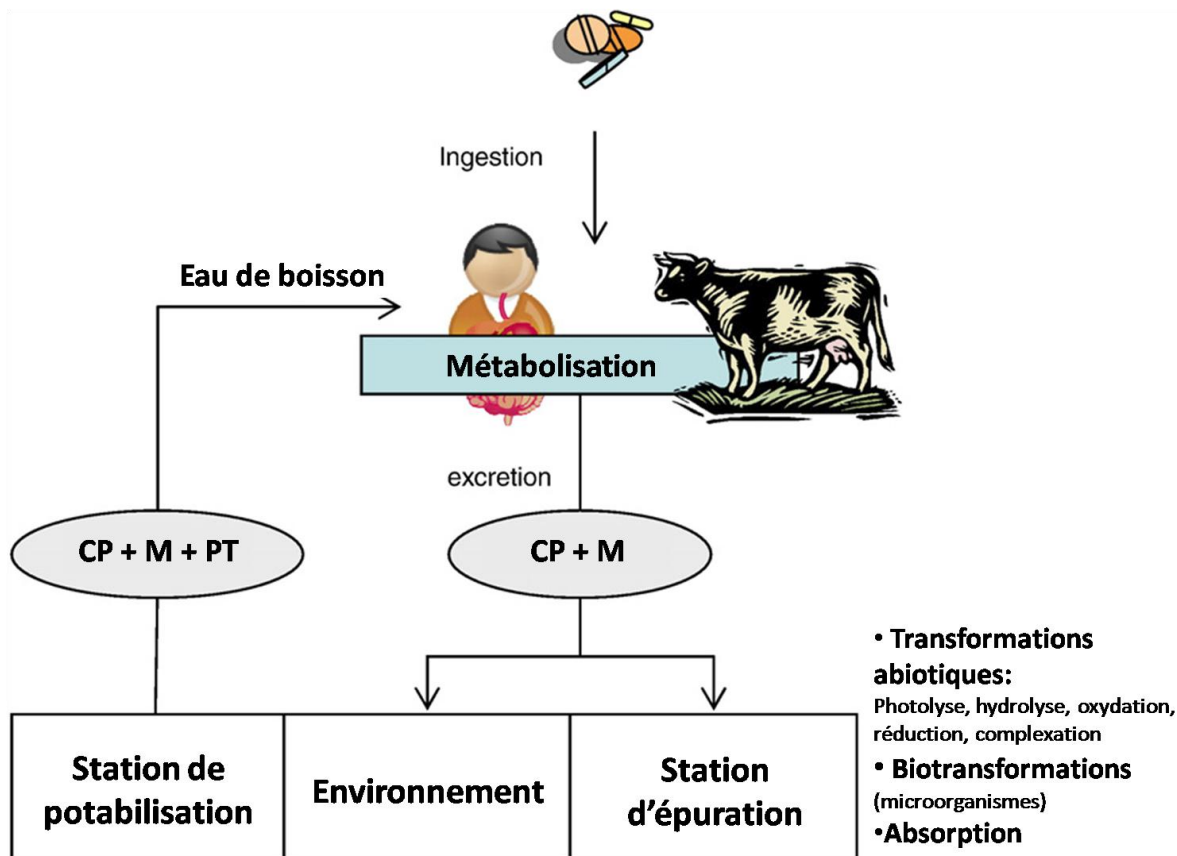 Ingestion
Eau de boisson
Métabolisation
excretion
CP + M + PT
CP + M
• Transformations
abiotiques:
Photolyse, hydrolyse, oxydation,
réduction, complexation
• Biotransformations
(microorganismes)
•Absorption
Station de
potabilisation
Environnement
Station
d'épuration